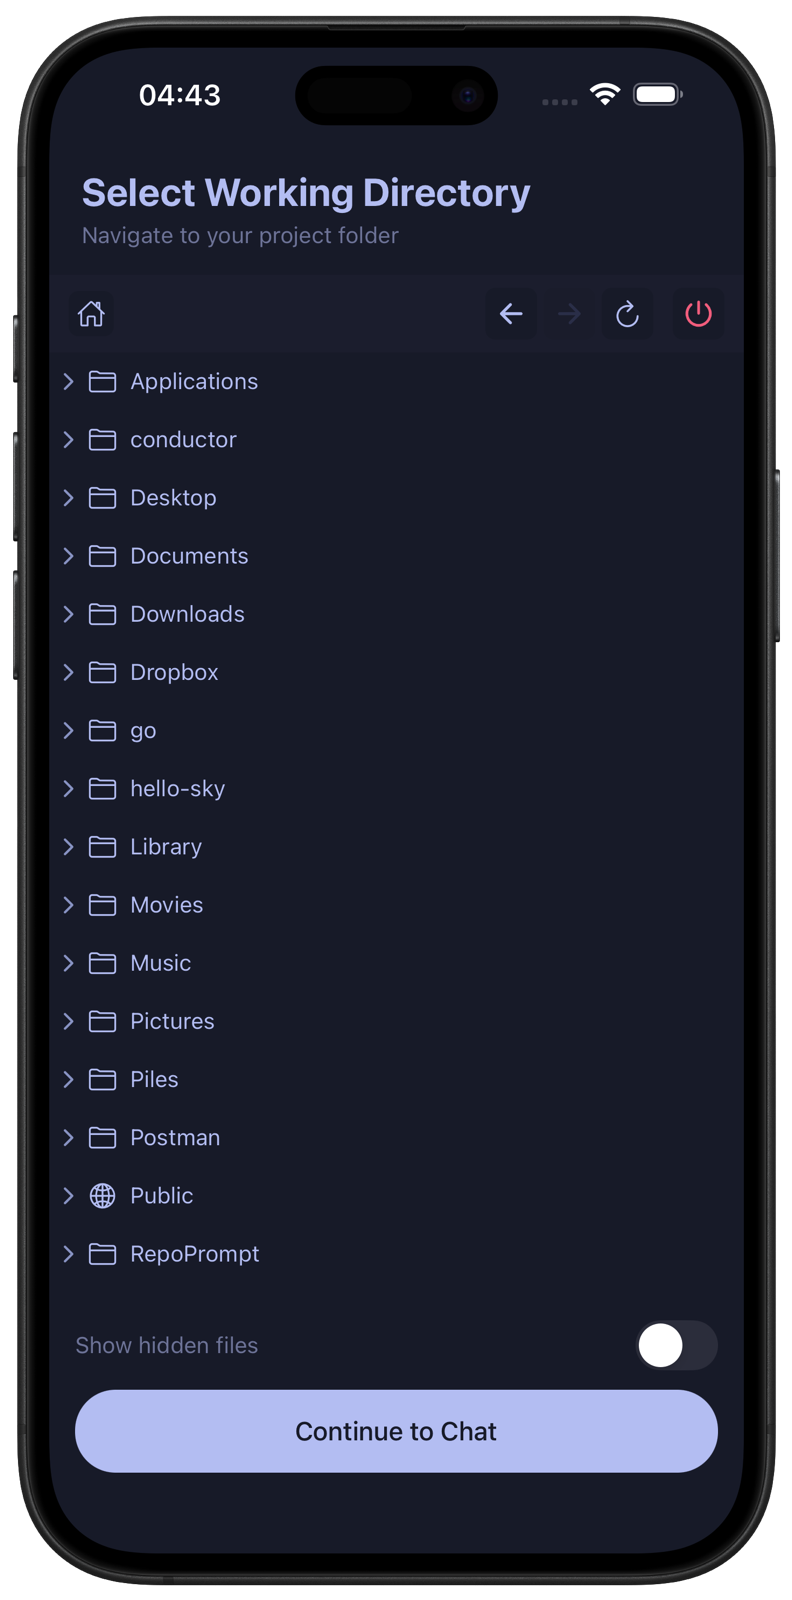 04:43
Select Working Directory
Navigate to your project folder
Applications
conductor
Desktop
Documents
Downloads
Dropbox
go
hello-sky
Library
Movies
Music
Pictures
Piles
Postman
Public
RepoPrompt
Show hidden files
Continue to Chat